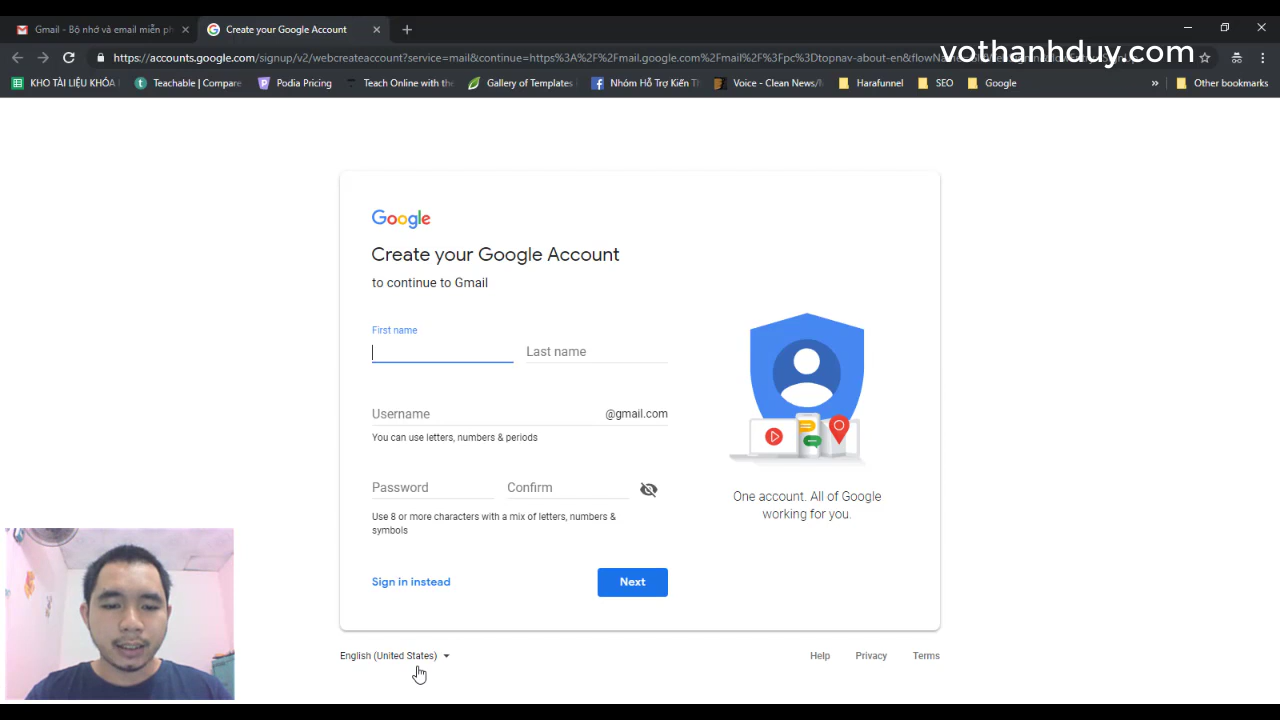 Gmail - Bộ nhớ và email miễn ph
Create your Google Account
https://accounts.google.com/signup/v2/webcreateaccount?service=mail&continue=https%3A%2F%2Fmail.google.com%2Fmail%2F%3Fpc%3Dtopnav-about-en&flowName
vothanhduy.com
KHO TÀI LIỆU KHÓA
Teachable | Compare
Podia Pricing
Teach Online with the
Gallery of Templates
Nhóm Hỗ Trợ Kiến Th
Voice - Clean News/M
Harafunnel
SEO
Google
»
Other bookmarks
Google
Create your Google Account
to continue to Gmail
First name
Last name
Username @gmail.com
You can use letters, numbers & periods
Password Confirm
Use 8 or more characters with a mix of letters, numbers &
symbols
One account. All of Google
working for you.
Sign in instead
Next
English (United States)
Help Privacy Terms